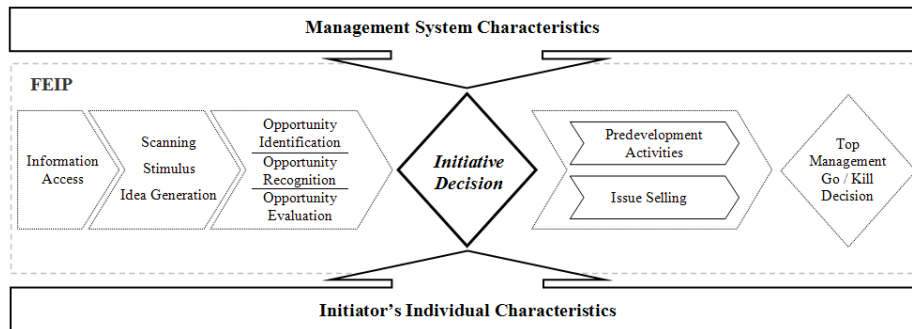 Management System Characteristics
FEIP
Information
Access
Scanning
Stimulus
Idea Generation
Opportunity
Identification
Opportunity
Recognition
Opportunity
Evaluation
Initiative
Decision
Predevelopment
Activities
Issue Selling
Top
Management
Go / Kill
Decision
Initiator's Individual Characteristics